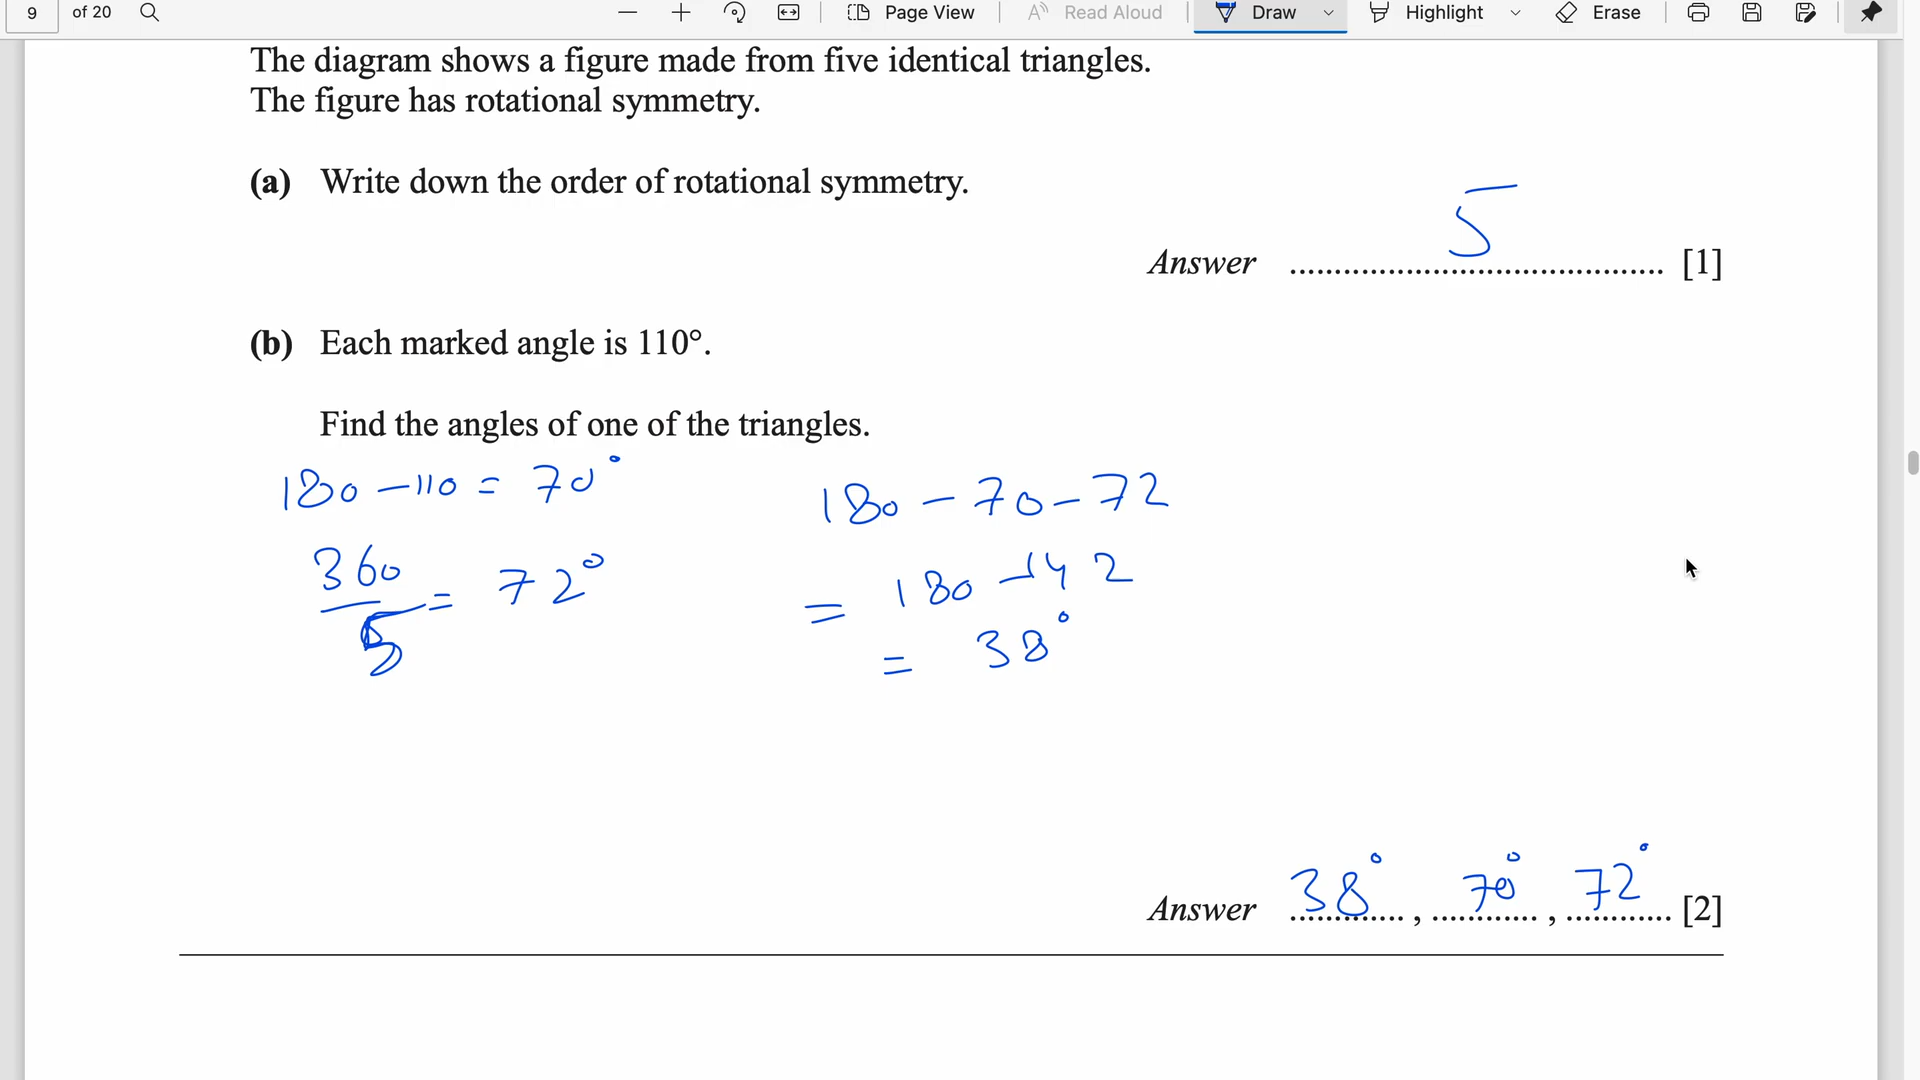 9 of 20 Page View Read Aloud Draw Highlight Erase
The diagram shows a figure made from five identical triangles.
The figure has rotational symmetry.
(a) Write down the order of rotational symmetry.
5
Answer .......................................... [1]
(b) Each marked angle is 110°.
Find the angles of one of the triangles.
180 - 110 = 70°
360/5 = 72°
180 - 70 - 72
= 180 - 142
= 38°
Answer 38° , 70° , 72° [2]